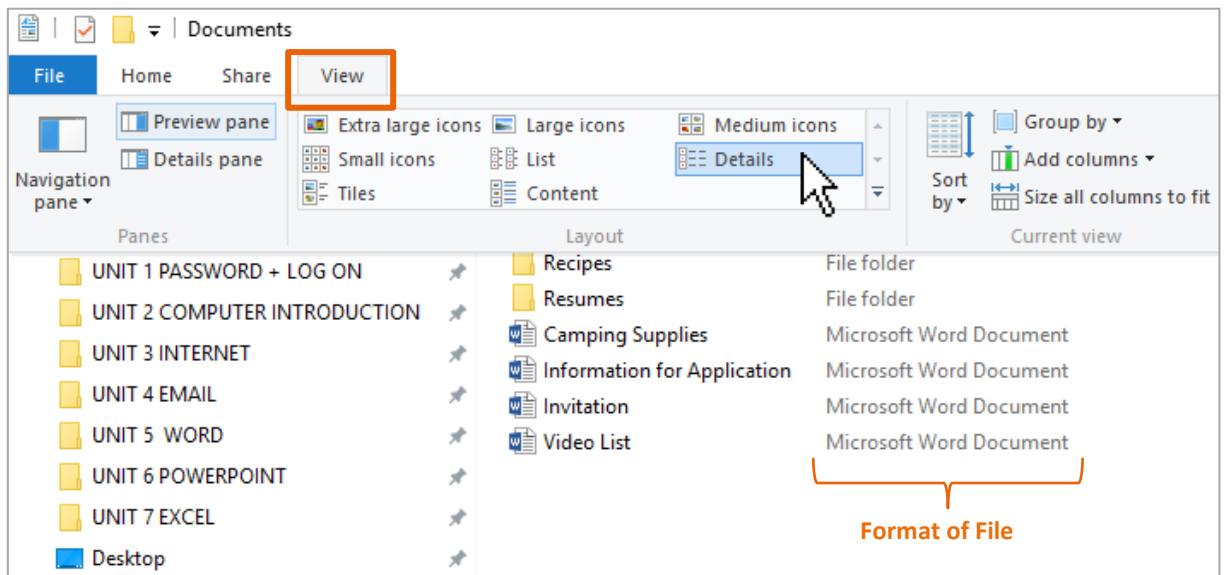 Documents
File Home Share View
Navigation pane
Preview pane
Details pane
Panes
Extra large icons Large icons Medium icons
Small icons List Details
Tiles Content
Layout
Sort by
Group by
Add columns
Size all columns to fit
Current view
UNIT 1 PASSWORD + LOG ON
UNIT 2 COMPUTER INTRODUCTION
UNIT 3 INTERNET
UNIT 4 EMAIL
UNIT 5 WORD
UNIT 6 POWERPOINT
UNIT 7 EXCEL
Desktop
Recipes File folder
Resumes File folder
Camping Supplies Microsoft Word Document
Information for Application Microsoft Word Document
Invitation Microsoft Word Document
Video List Microsoft Word Document
Format of File